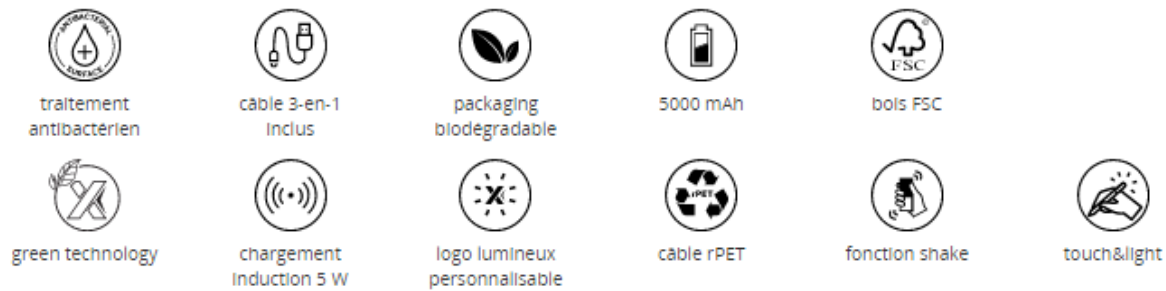 ANTIBACTERIAL
SURFACE
FSC
traitement
antibactérien
câble 3-en-1
inclus
packaging
biodégradable
5000 mAh
bois FSC
X
X
rPET
green technology
chargement
induction 5 W
logo lumineux
personnalisable
câble rPET
fonction shake
touch&light